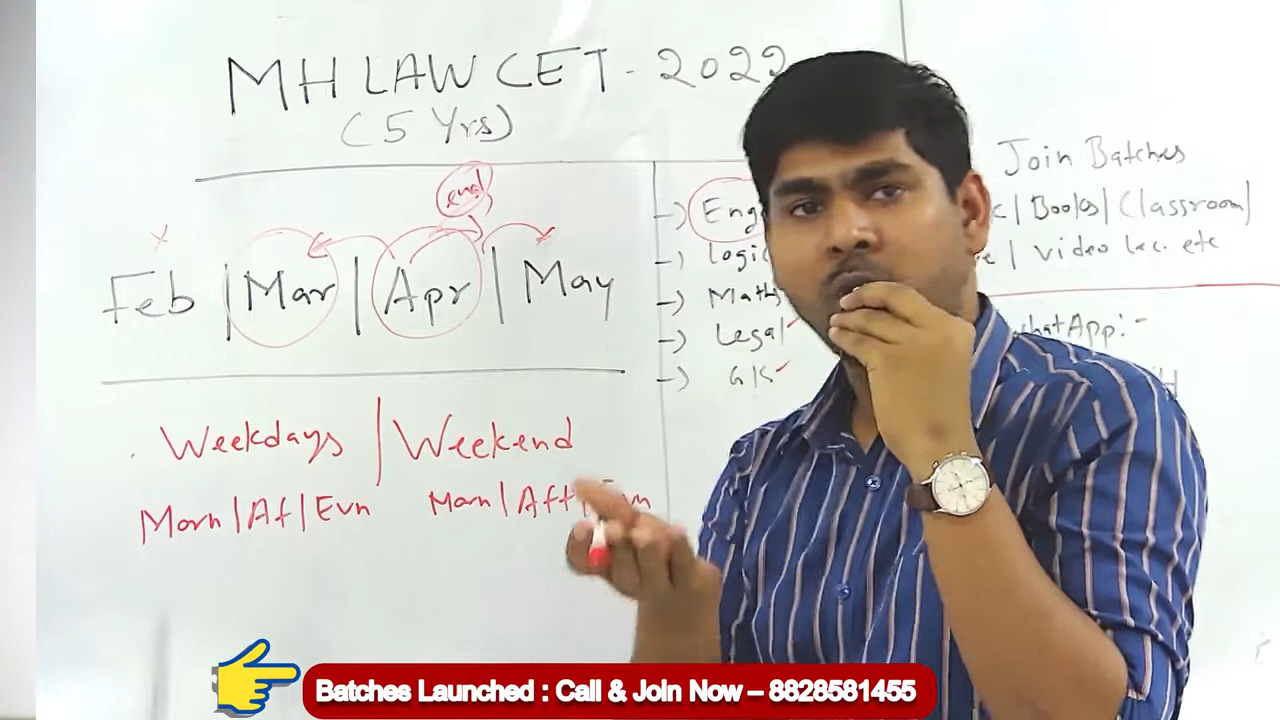 MH LAW CET - 2022
(5 Yrs)
end
Feb | Mar | Apr | May
Weekdays | Weekend
Morn | Af | Evn Morn | Aft | Evn
→) Eng
→) Logic
→) Maths
→) Legal
→) GK
Join Batches
| Books | Classroom |
| Video lec. etc
Batches Launched : Call & Join Now – 8828581455